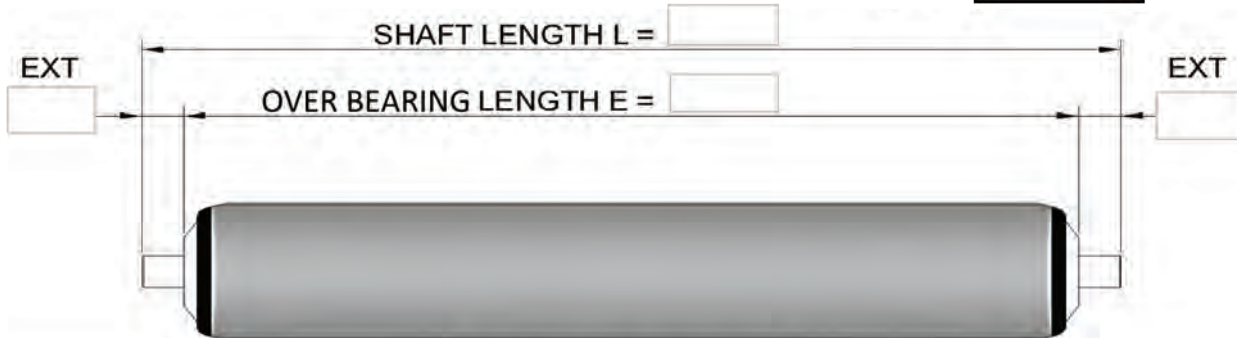 SHAFT LENGTH L =
EXT
EXT
OVER BEARING LENGTH E =